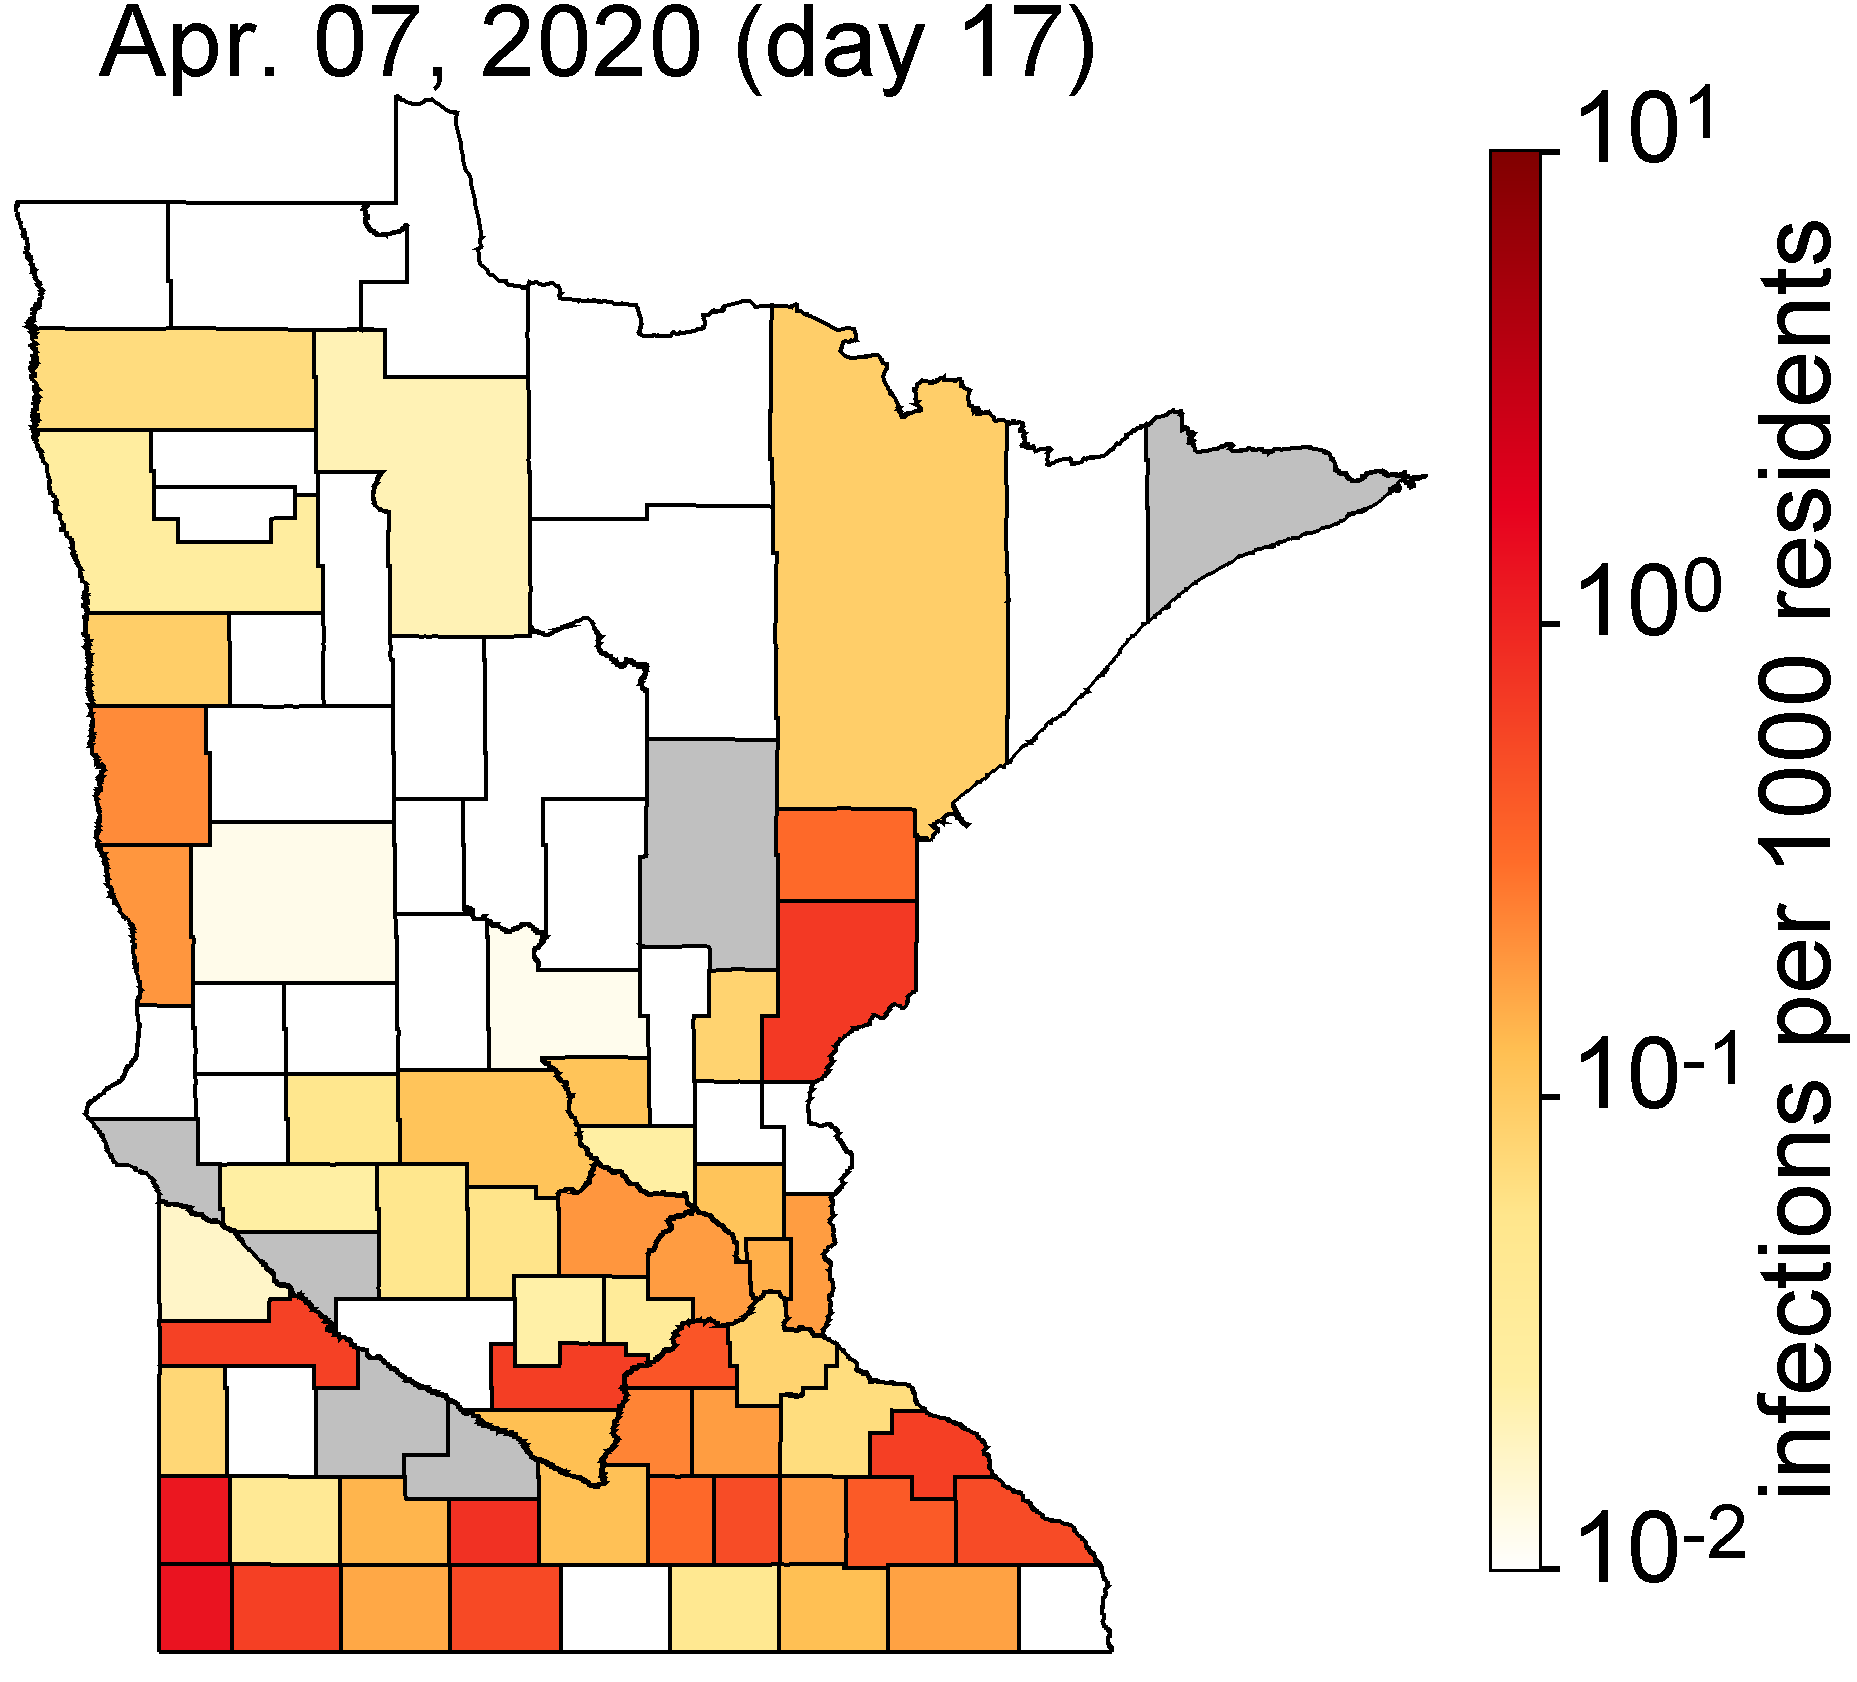 Apr. 07, 2020 (day 17)
10¹
10⁰
10⁻¹
10⁻²
infections per 1000 residents